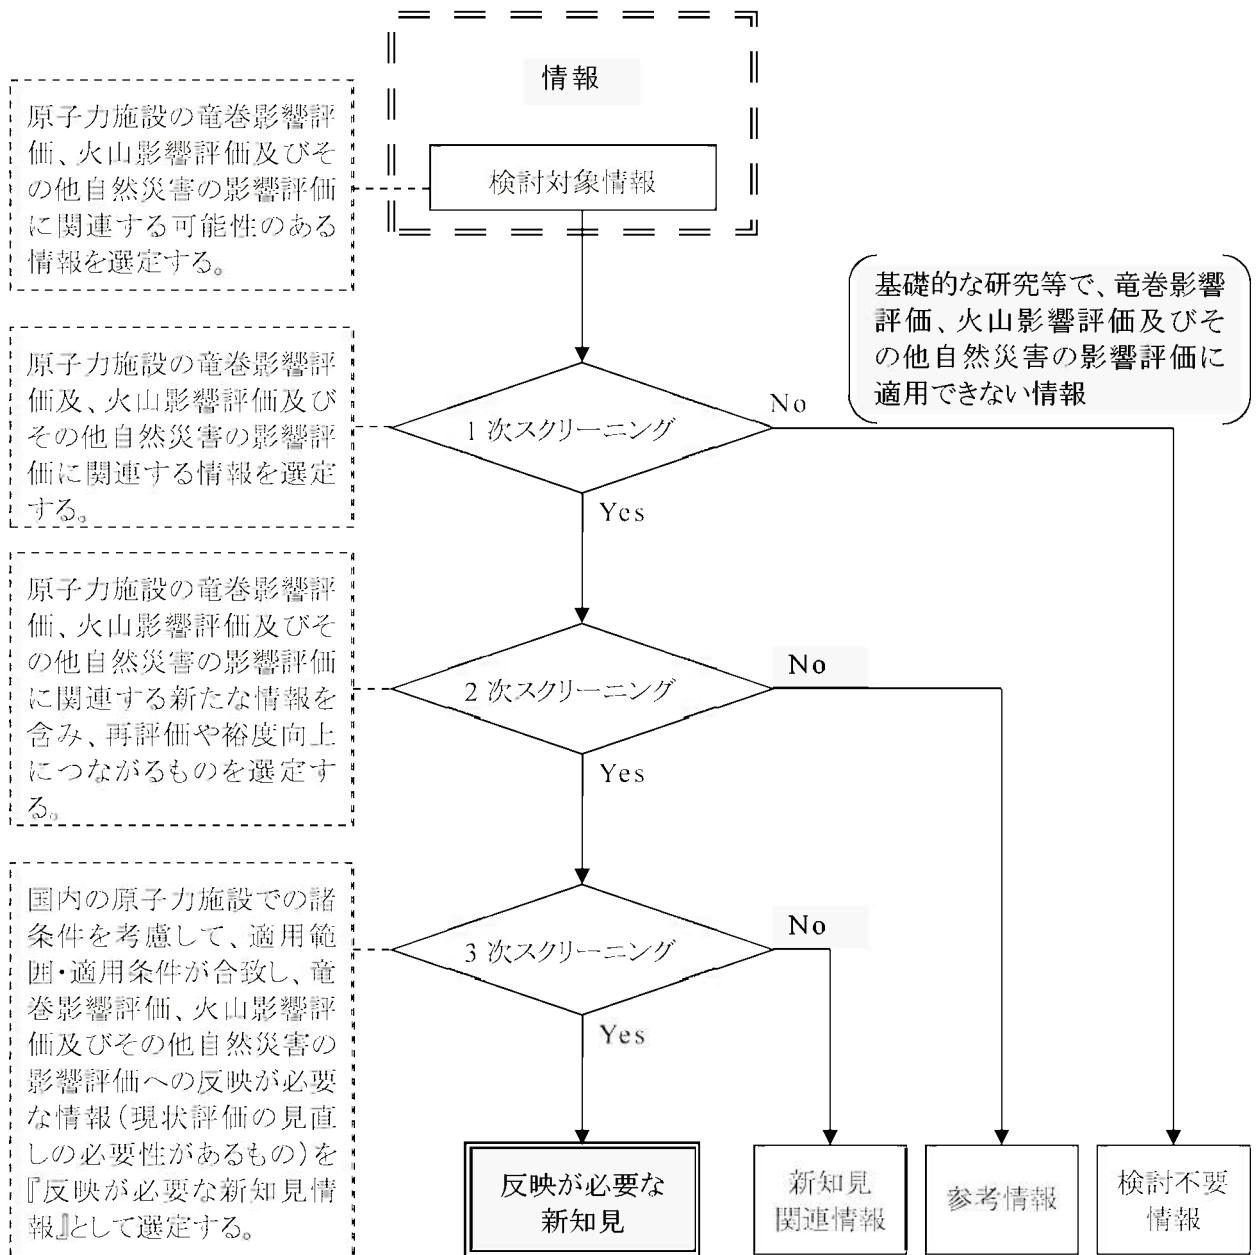 情報
検討対象情報
原子力施設の竜巻影響評
価、火山影響評価及びそ
の他自然災害の影響評価
に関連する可能性のある
情報を選定する。
基礎的な研究等で、竜巻影響
評価、火山影響評価及びそ
の他自然災害の影響評価に
適用できない情報
原子力施設の竜巻影響評
価及、火山影響評価及び
その他自然災害の影響評
価に関連する情報を選定
する。
1次スクリーニング
No
Yes
原子力施設の竜巻影響評
価、火山影響評価及びそ
の他自然災害の影響評価
に関連する新たな情報を
含み、再評価や裕度向上
につながるものを選定す
る。
2次スクリーニング
No
Yes
国内の原子力施設での諸
条件を考慮して、適用範
囲・適用条件が合致し、竜
巻影響評価、火山影響評
価及びその他自然災害の
影響評価への反映が必要
な情報(現状評価の見直
しの必要性があるもの)を
『反映が必要な新知見情
報』として選定する。
3次スクリーニング
No
Yes
反映が必要な
新知見
新知見
関連情報
参考情報
検討不要
情報